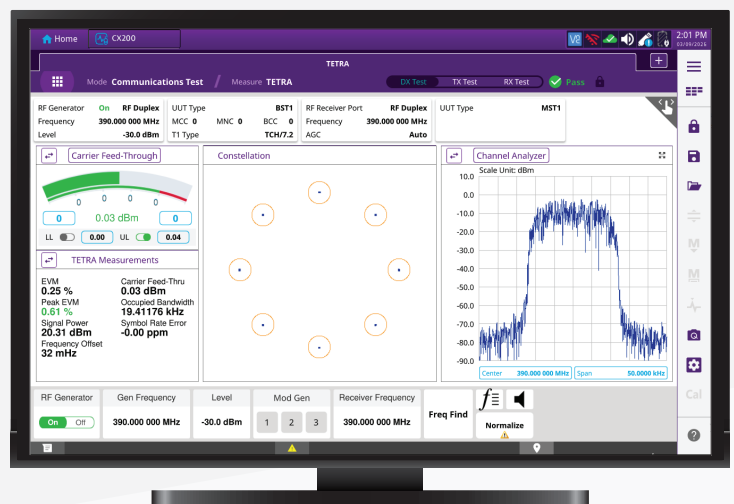 Home
CX200
V2
2:01 PM
03/09/2026
TETRA
+
Mode Communications Test / Measure TETRA
DX Test TX Test RX Test Pass
RF Generator On RF Duplex
Frequency 390.000 000 MHz
Level -30.0 dBm
UUT Type BST1
MCC 0 MNC 0 BCC 0
T1 Type TCH/7.2
RF Receiver Port RF Duplex
Frequency 390.000 000 MHz
AGC Auto
UUT Type MST1
Carrier Feed-Through
0 0 0 0
0 0.03 dBm 0
LL 0.00 UL 0.04
TETRA Measurements
EVM
0.25 %
Carrier Feed-Thru
0.03 dBm
Peak EVM
0.61 %
Occupied Bandwidth
19.41176 kHz
Signal Power
20.31 dBm
Symbol Rate Error
-0.00 ppm
Frequency Offset
32 mHz
Constellation
Channel Analyzer
Scale Unit: dBm
10.0
0.0
-10.0
-20.0
-30.0
-40.0
-50.0
-60.0
-70.0
-80.0
-90.0
Center 390.000 000 MHz Span 50.0000 kHz
RF Generator
On Off
Gen Frequency
390.000 000 MHz
Level
-30.0 dBm
Mod Gen
1 2 3
Receiver Frequency
390.000 000 MHz
Freq Find
f
Normalize
M
M
Cal
?